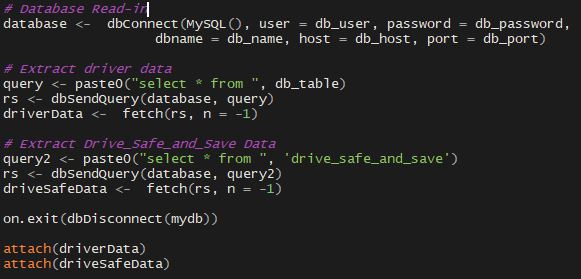 # Database Read-in
database <-  dbConnect(MySQL(), user = db_user, password = db_password,
dbname = db_name, host = db_host, port = db_port)
# Extract driver data
query <- paste0("select * from ", db_table)
rs <- dbSendQuery(database, query)
driverData <-  fetch(rs, n = -1)
# Extract Drive_Safe_and_Save Data
query2 <- paste0("select * from ", 'drive_safe_and_save')
rs <- dbSendQuery(database, query2)
driveSafeData <-  fetch(rs, n = -1)
on.exit(dbDisconnect(mydb))
attach(driverData)
attach(driveSafeData)